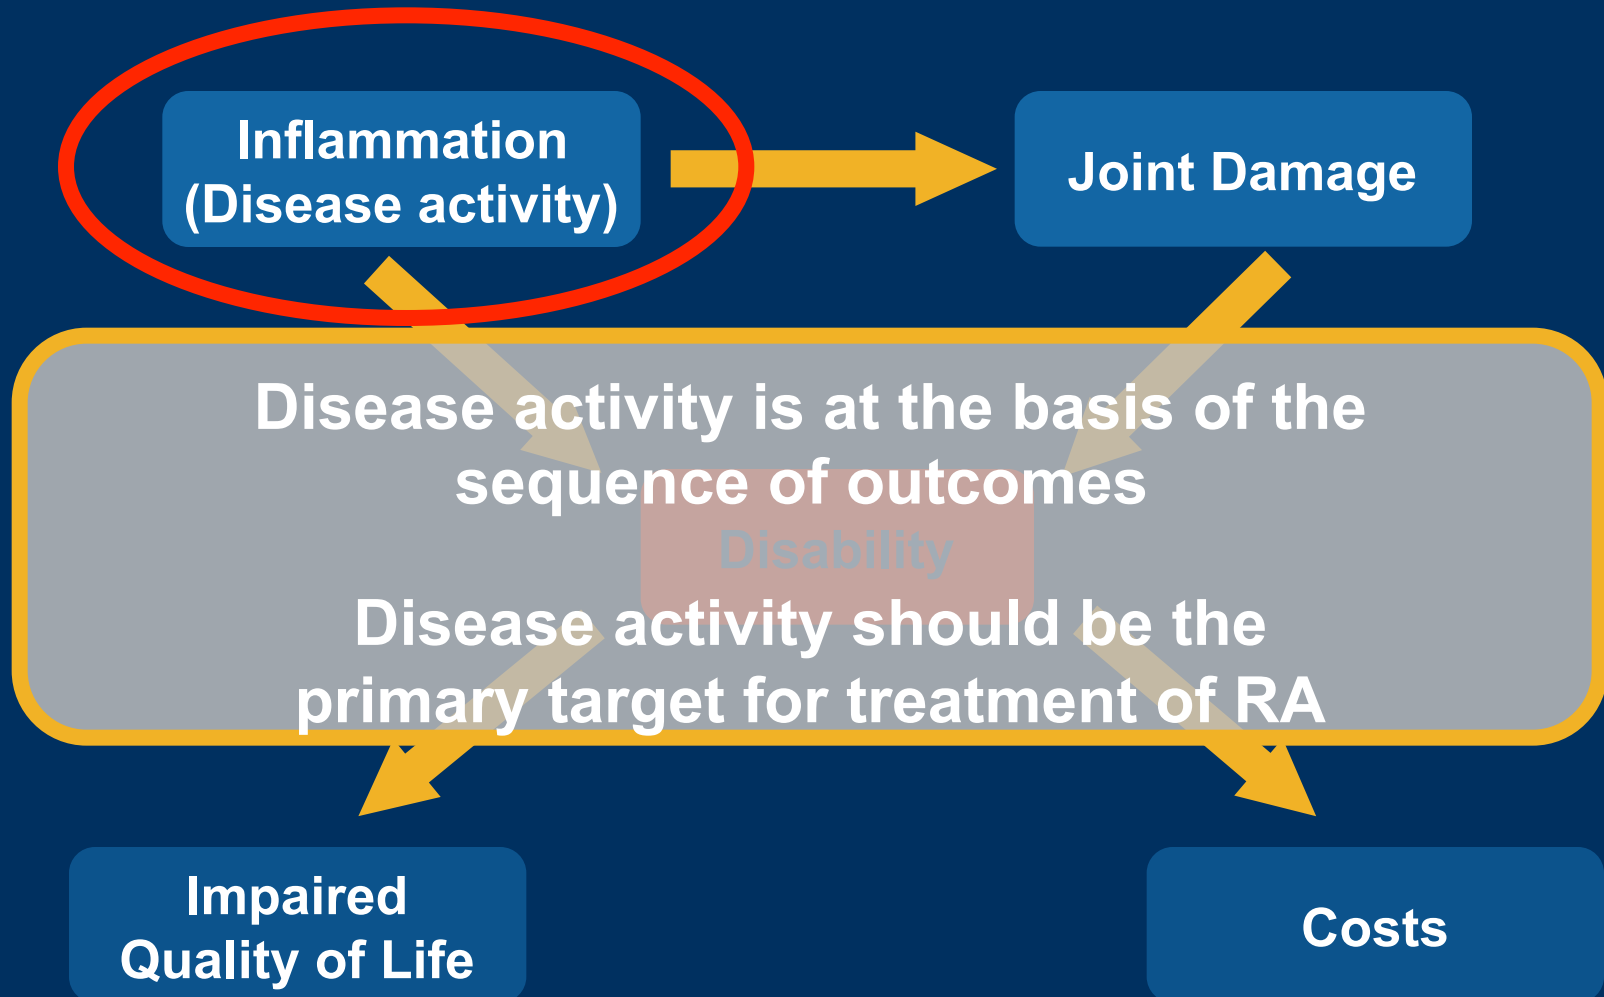 Inflammation
(Disease activity)
Joint Damage
Disease activity is at the basis of the
sequence of outcomes
Disability
Disease activity should be the
primary target for treatment of RA
Impaired
Quality of Life
Costs